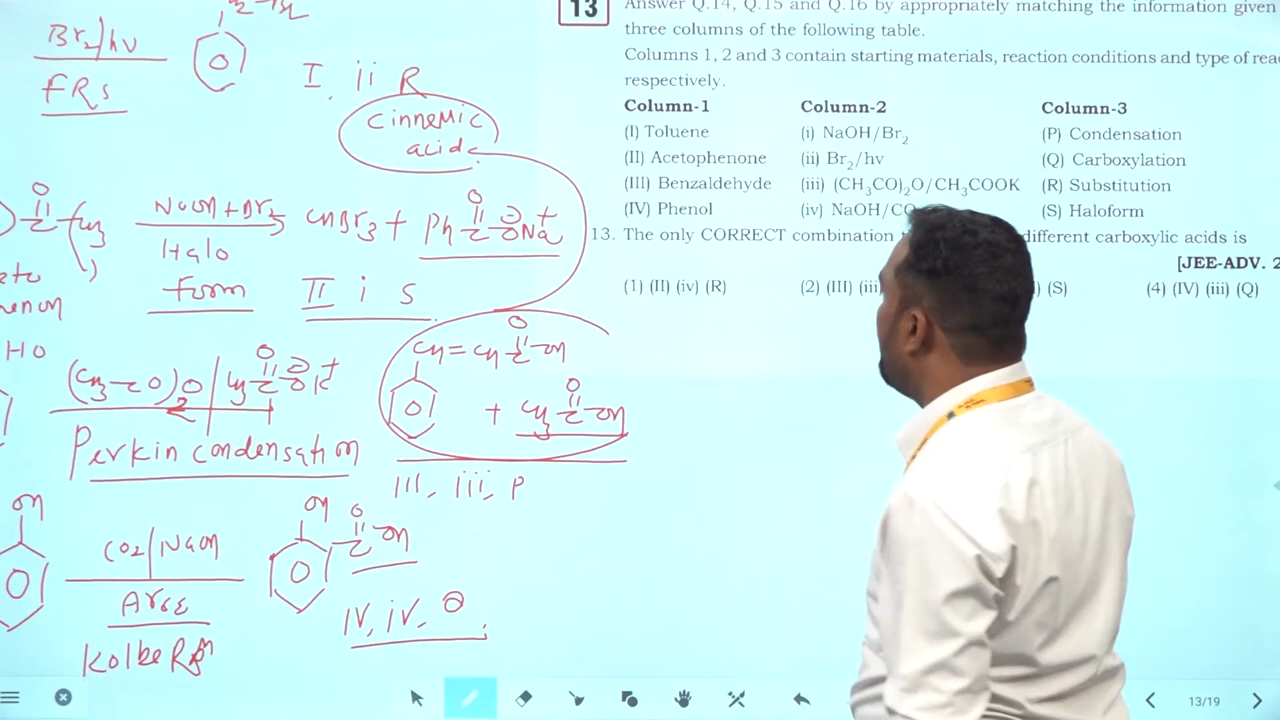 13
Answer Q.14, Q.15 and Q.16 by appropriately matching the information given
three columns of the following table.
Columns 1, 2 and 3 contain starting materials, reaction conditions and type of rea
respectively.
Column-1 Column-2 Column-3
(I) Toluene (i) NaOH/Br₂ (P) Condensation
(II) Acetophenone (ii) Br₂/hv (Q) Carboxylation
(III) Benzaldehyde (iii) (CH₃CO)₂O/CH₃COOK (R) Substitution
(IV) Phenol (iv) NaOH/CO (S) Haloform
13. The only CORRECT combination different carboxylic acids is
[JEE-ADV. 2
(1) (II) (iv) (R) (2) (III) (iii) ) (S) (4) (IV) (iii) (Q)
Br₂/hν
FRS
I, ii R
Cinnemic
acid
NaOH+Br₂
CHBr₃ + Ph C O O⊖Na+
Halo
form
II i S
HO
(CH₃-CO)₂O / CH₃ C O O⊖K+
CH=CH C O OH
+ CH₃ C O OH
Perkin condensation
III, iii, P
OH
CO₂/NaOH
OH C O OH
ArSE
IV, iv, Q
Kolbe Rxn
13/19